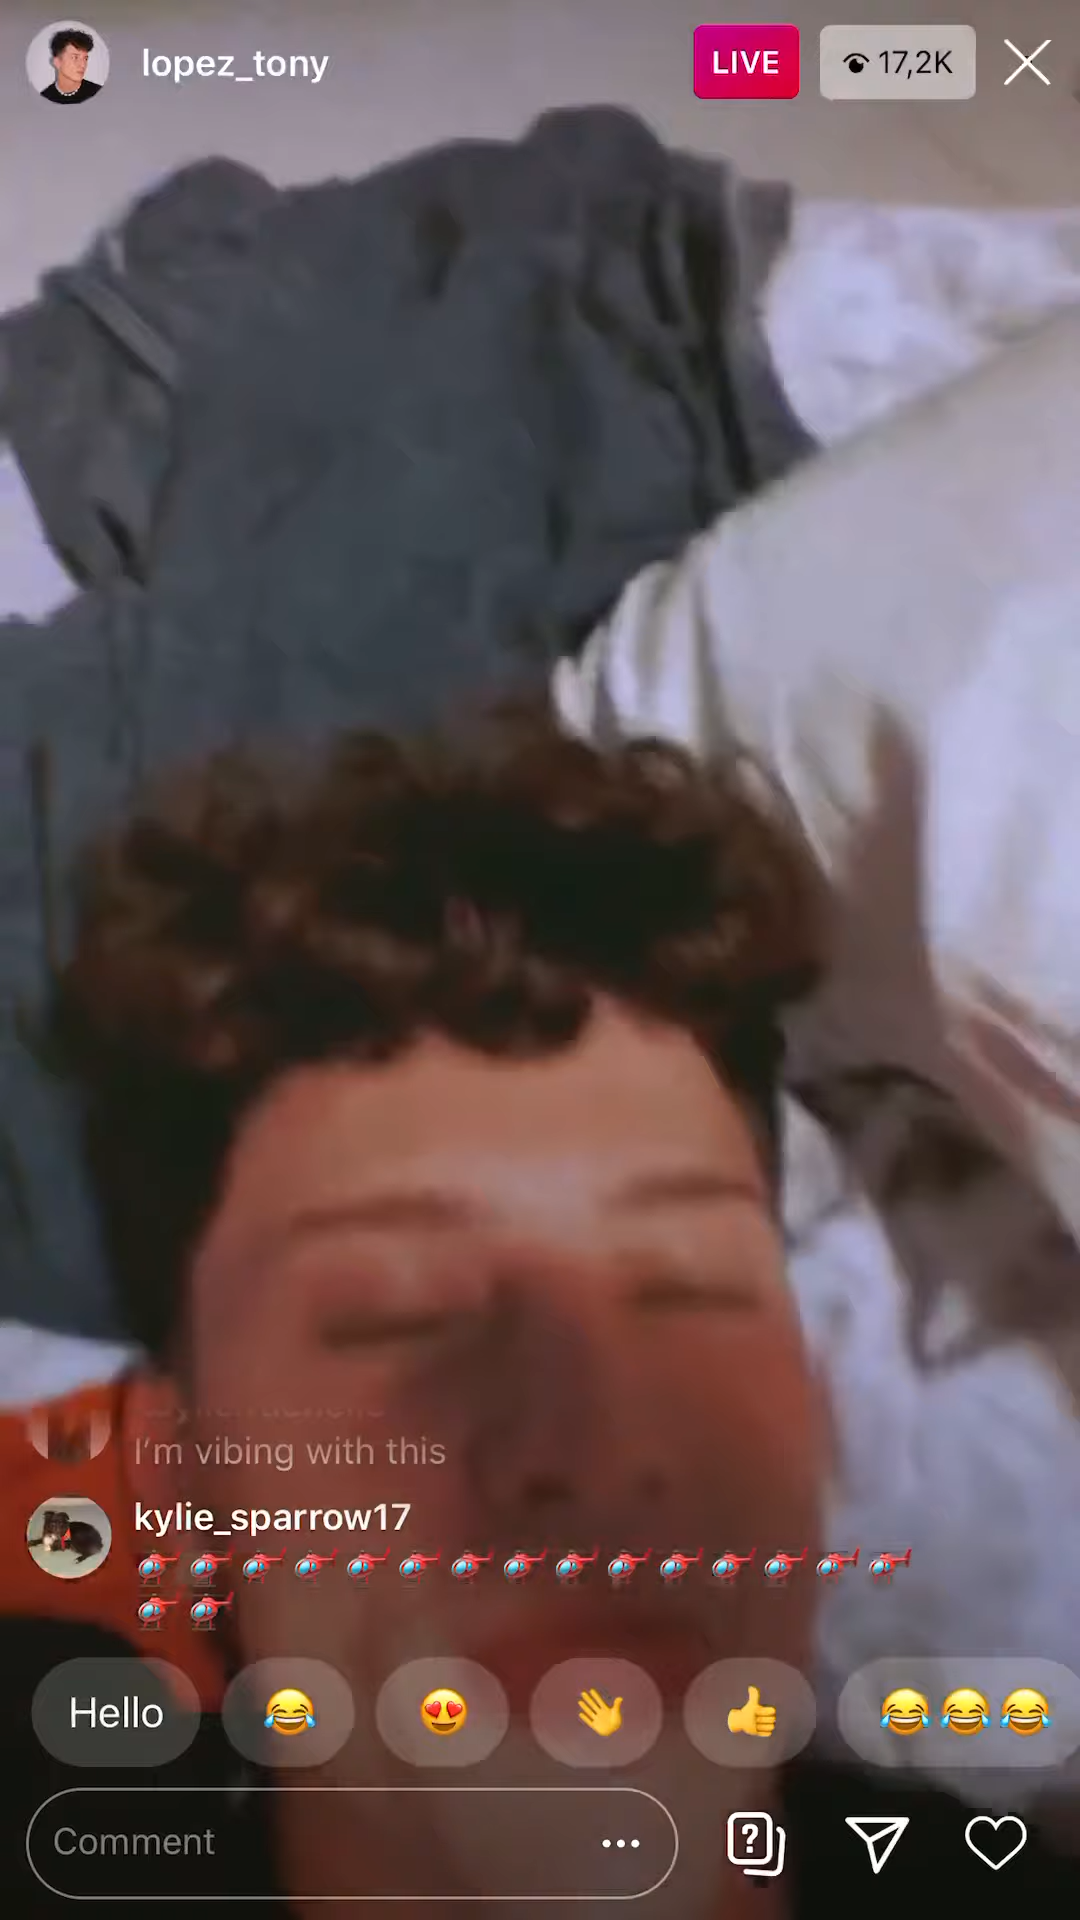 lopez_tony
LIVE
17,2K
I'm vibing with this
kylie_sparrow17
🚁🚁🚁🚁🚁🚁🚁🚁🚁🚁🚁🚁🚁🚁🚁
🚁🚁
Hello 😂 😍 👋 👍 😂😂😂
Comment